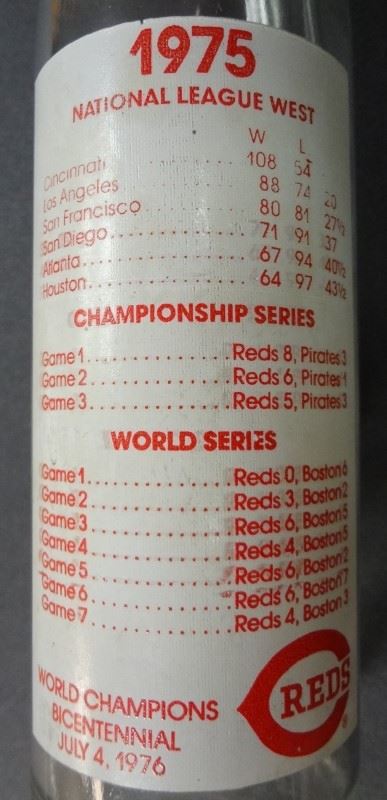 1975
NATIONAL LEAGUE WEST
W L
Cincinnati ........... 108 54
Los Angeles ........... 88 74 20
San Francisco ......... 80 81 27½
San Diego ............. 71 91 37
Atlanta ............... 67 94 40½
Houston ............... 64 97 43½
CHAMPIONSHIP SERIES
Game 1 ............... Reds 8, Pirates 3
Game 2 ............... Reds 6, Pirates 1
Game 3 ............... Reds 5, Pirates 3
WORLD SERIES
Game 1 ............... Reds 0, Boston 6
Game 2 ............... Reds 3, Boston 2
Game 3 ............... Reds 6, Boston 5
Game 4 ............... Reds 4, Boston 5
Game 5 ............... Reds 6, Boston 2
Game 6 ............... Reds 6, Boston 7
Game 7 ............... Reds 4, Boston 3
WORLD CHAMPIONS
BICENTENNIAL
JULY 4, 1976
REDS
®